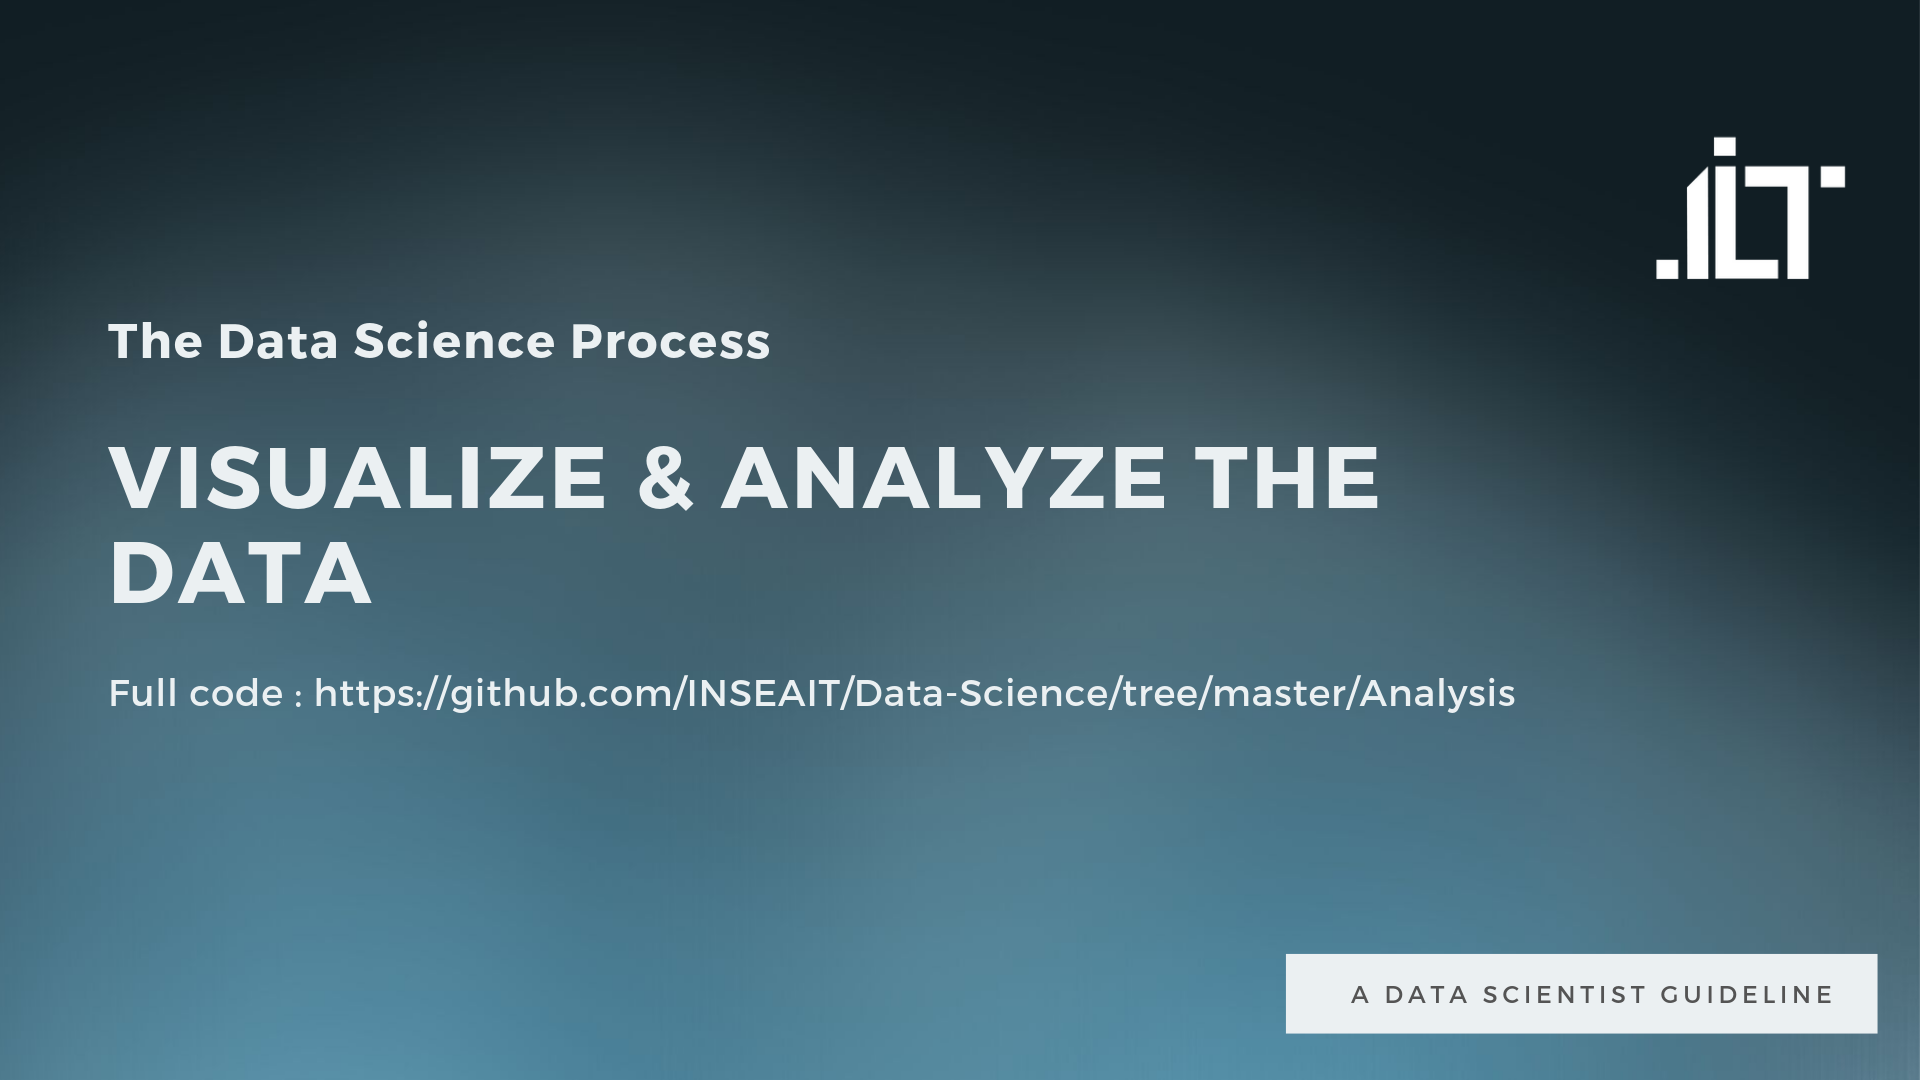 The Data Science Process
VISUALIZE & ANALYZE THE
DATA
Full code : https://github.com/INSEAIT/Data-Science/tree/master/Analysis
A DATA SCIENTIST GUIDELINE